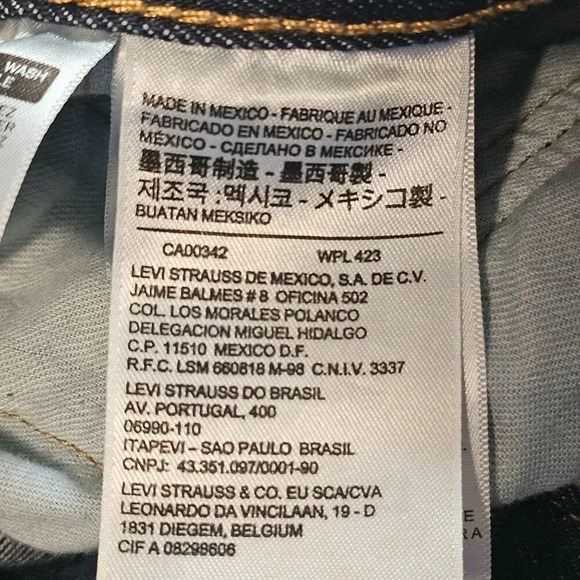 WASH
MADE IN MEXICO - FABRIQUE AU MEXIQUE -
FABRICADO EN MEXICO - FABRICADO NO
MÉXICO - СДЕЛАНО В МЕКСИКЕ -
墨西哥制造 - 墨西哥製 -
제조국 : 멕시코 - メキシコ製 -
BUATAN MEKSIKO
CA00342 WPL 423
LEVI STRAUSS DE MEXICO, S.A. DE C.V.
JAIME BALMES # 8 OFICINA 502
COL. LOS MORALES POLANCO
DELEGACION MIGUEL HIDALGO
C.P. 11510 MEXICO D.F.
R.F.C. LSM 660818 M-98 C.N.I.V. 3337
LEVI STRAUSS DO BRASIL
AV. PORTUGAL, 400
06990-110
ITAPEVI - SAO PAULO BRASIL
CNPJ: 43.351.097/0001-90
LEVI STRAUSS & CO. EU SCA/CVA
LEONARDO DA VINCILAAN, 19 - D
1831 DIEGEM, BELGIUM
CIF A 08298606